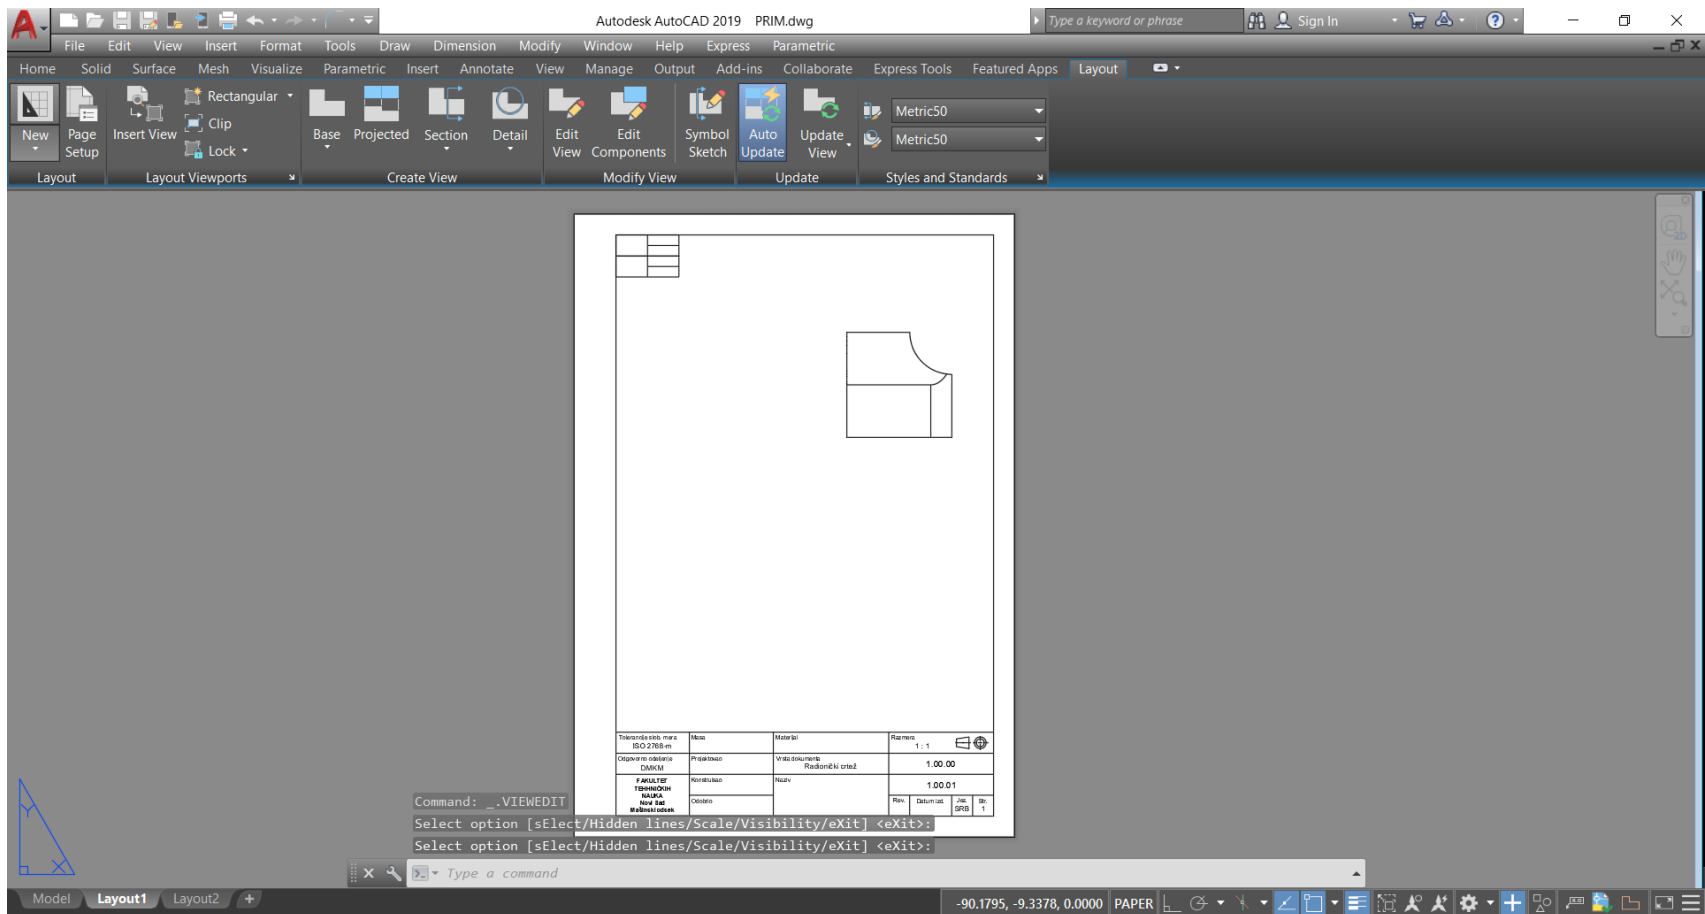 Autodesk AutoCAD 2019 PRIM.dwg
Type a keyword or phrase
Sign In
File Edit View Insert Format Tools Draw Dimension Modify Window Help Express Parametric
Home Solid Surface Mesh Visualize Parametric Insert Annotate View Manage Output Add-ins Collaborate Express Tools Featured Apps Layout
New
Page Setup
Insert View
Rectangular
Clip
Lock
Base
Projected
Section
Detail
Edit View
Edit Components
Symbol Sketch
Auto Update
Update View
Metric50
Metric50
Layout Layout Viewports Create View Modify View Update Styles and Standards
2D
Tolerancije slob. mera
ISO 2768-m
Masa
Materijal
Razmera
1 : 1
Odgovorno odeljenje
DMKM
Projektovao
Vrsta dokumenta
Radionički crtež
1.00.00
FAKULTET
TEHNIČKIH
NAUKA
Novi Sad
Mašinski odsek
Konstruisao
Naziv
1.00.01
Odobrio
Rev.
Datum izd.
Jez.
SRB
Str.
1
Command: _.VIEWEDIT
Select option [sElect/Hidden lines/Scale/Visibility/eXit] <eXit>:
Select option [sElect/Hidden lines/Scale/Visibility/eXit] <eXit>:
Type a command
Y
X
Model Layout1 Layout2 +
-90.1795, -9.3378, 0.0000 PAPER